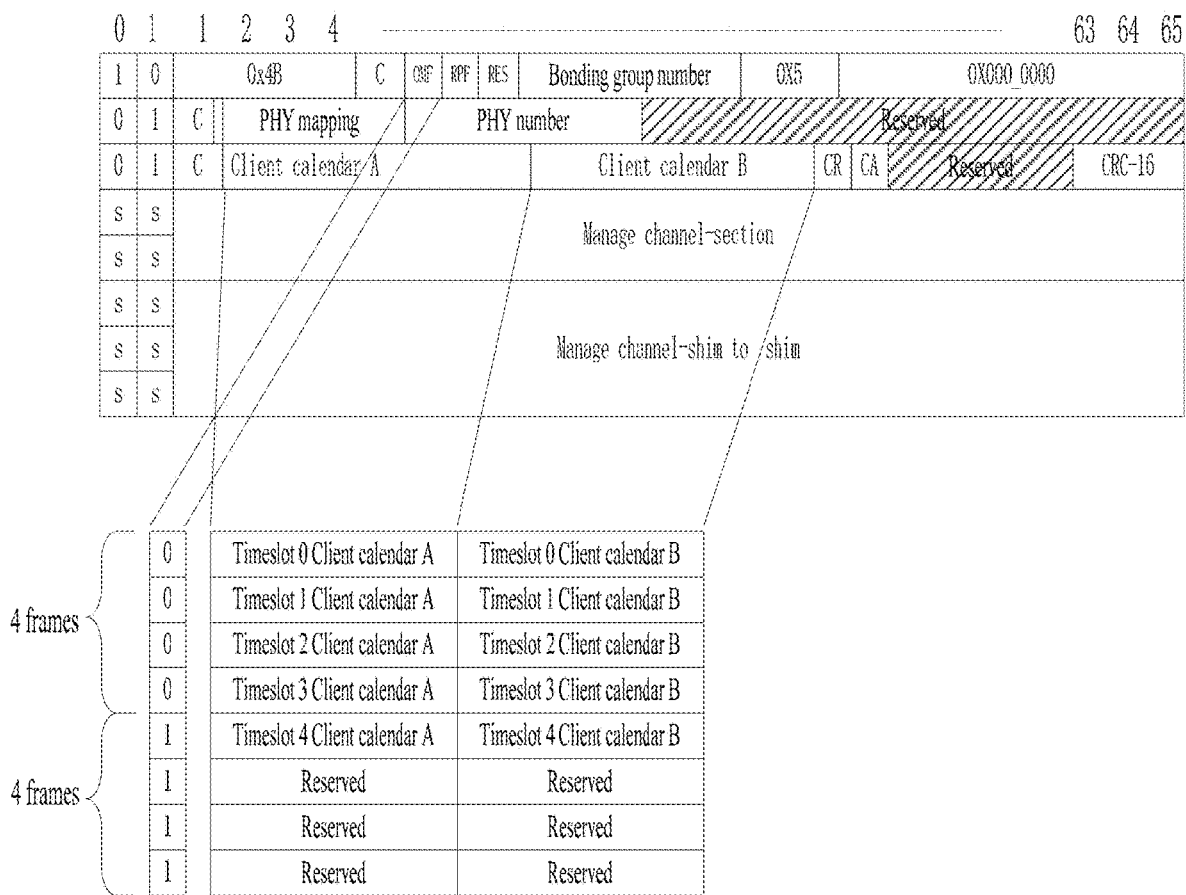 0 1 1 2 3 4 63 64 65
1 0 0x4B C OMF RPF RES Bonding group number 0X5 0X000_0000
0 1 C PHY mapping PHY number Reserved
0 1 C Client calendar A Client calendar B CR CA Reserved CRC-16
s s
Manage channel-section
s s
s s
s s Manage channel-shim to shim
s s
0 Timeslot 0 Client calendar A Timeslot 0 Client calendar B
0 Timeslot 1 Client calendar A Timeslot 1 Client calendar B
4 frames
0 Timeslot 2 Client calendar A Timeslot 2 Client calendar B
0 Timeslot 3 Client calendar A Timeslot 3 Client calendar B
1 Timeslot 4 Client calendar A Timeslot 4 Client calendar B
1 Reserved Reserved
4 frames
1 Reserved Reserved
1 Reserved Reserved